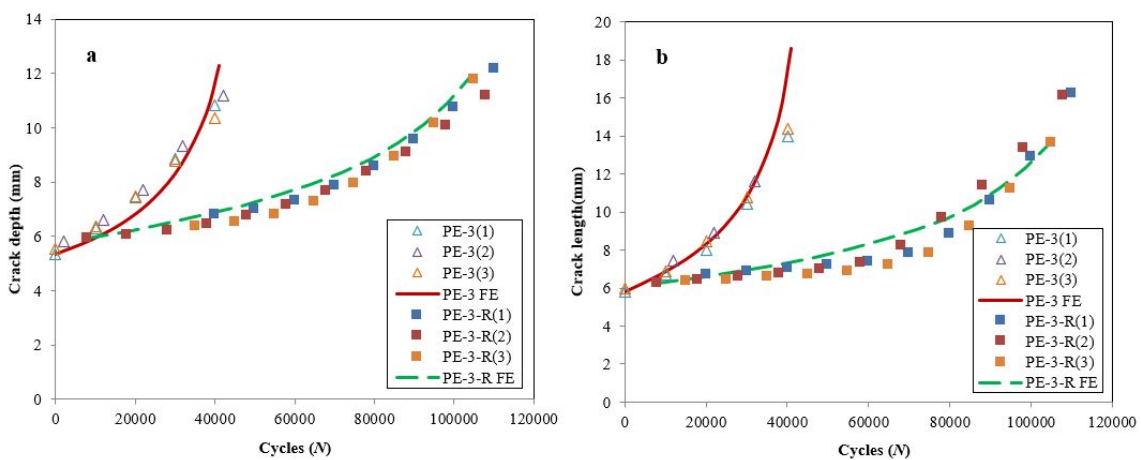 14
12
10
8
6
4
2
0
Crack depth (mm)
a
PE-3(1)
PE-3(2)
PE-3(3)
PE-3 FE
PE-3-R(1)
PE-3-R(2)
PE-3-R(3)
PE-3-R FE
0 20000 40000 60000 80000 100000 120000
Cycles (N)
20
18
16
14
12
10
8
6
4
2
0
Crack length(mm)
b
PE-3(1)
PE-3(2)
PE-3(3)
PE-3 FE
PE-3-R(1)
PE-3-R(2)
PE-3-R(3)
PE-3-R FE
0 20000 40000 60000 80000 100000 120000
Cycles (N)